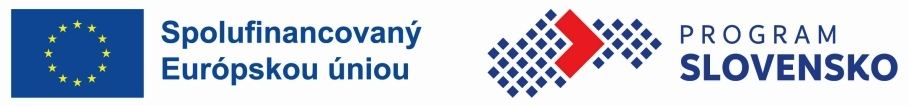 Spolufinancovaný
Európskou úniou
PROGRAM
SLOVENSKO